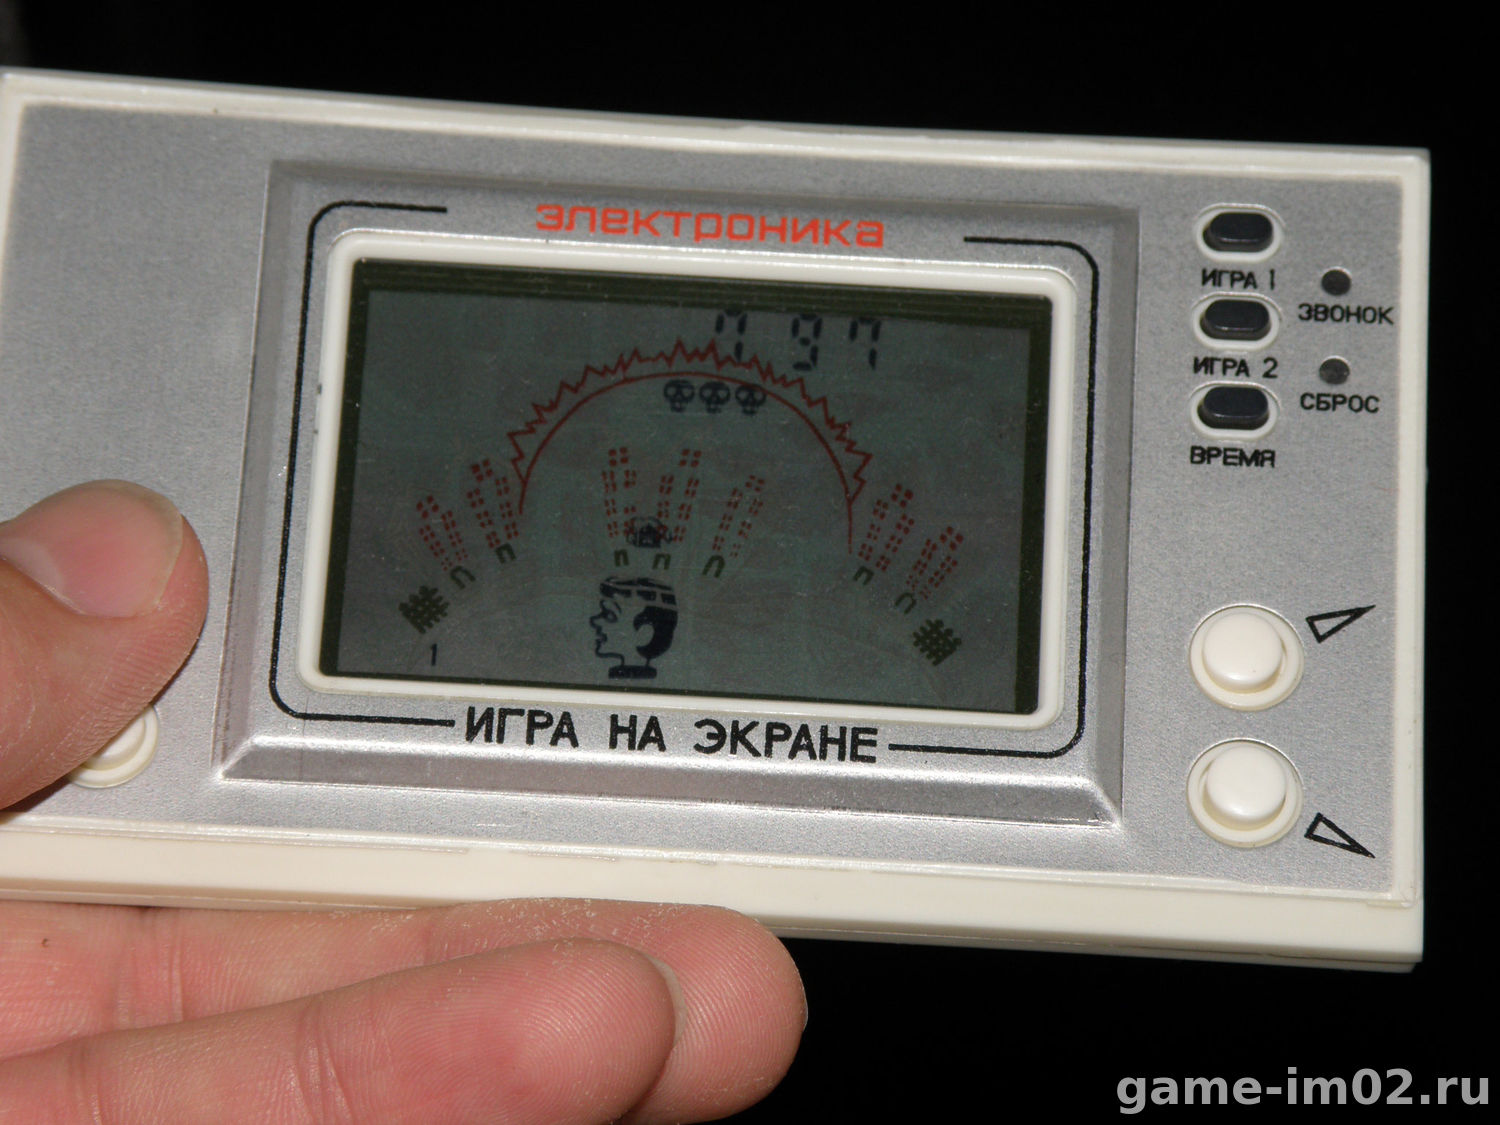 электроника
ИГРА 1
ЗВОНОК
ИГРА 2
СБРОС
ВРЕМЯ
1
ИГРА НА ЭКРАНЕ
game-im02.ru